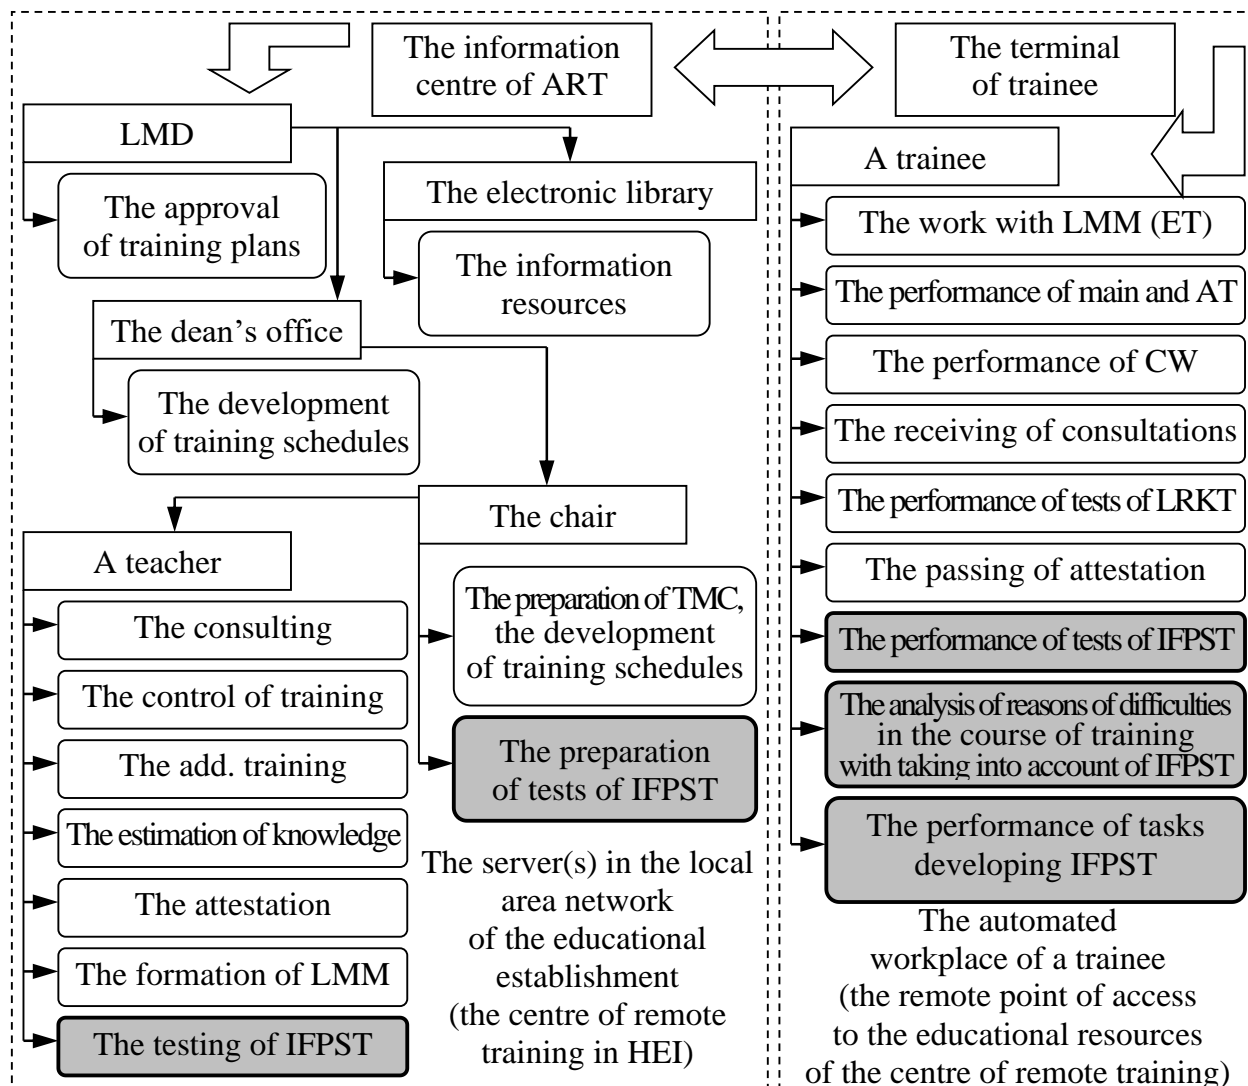 The information
centre of ART
The terminal
of trainee
LMD
The approval
of training plans
The electronic library
The information
resources
The dean’s office
The development
of training schedules
The chair
The preparation of TMC,
the development
of training schedules
The preparation
of tests of IFPST
A teacher
The consulting
The control of training
The add. training
The estimation of knowledge
The attestation
The formation of LMM
The testing of IFPST
The server(s) in the local
area network
of the educational
establishment
(the centre of remote
training in HEI)
A trainee
The work with LMM (ET)
The performance of main and AT
The performance of CW
The receiving of consultations
The performance of tests of LRKT
The passing of attestation
The performance of tests of IFPST
The analysis of reasons of difficulties
in the course of training
with taking into account of IFPST
The performance of tasks
developing IFPST
The automated
workplace of a trainee
(the remote point of access
to the educational resources
of the centre of remote training)